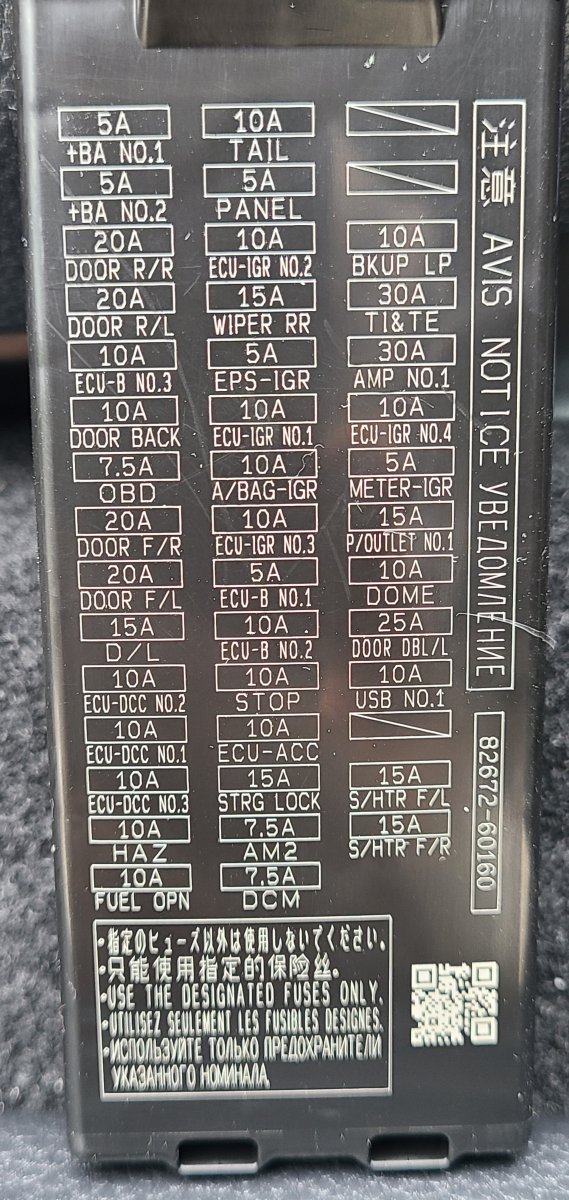 5A 10A
+BA NO.1 TAIL
5A 5A
+BA NO.2 PANEL
20A 10A 10A
DOOR R/R ECU-IGR NO.2 BKUP LP
20A 15A 30A
DOOR R/L WIPER RR TI&TE
10A 5A 30A
ECU-B NO.3 EPS-IGR AMP NO.1
10A 10A 10A
DOOR BACK ECU-IGR NO.1 ECU-IGR NO.4
7.5A 10A 5A
OBD A/BAG-IGR METER-IGR
20A 10A 15A
DOOR F/R ECU-IGR NO.3 P/OUTLET NO.1
20A 5A 10A
DOOR F/L ECU-B NO.1 DOME
15A 10A 25A
D/L ECU-B NO.2 DOOR DBL/L
10A 10A 10A
ECU-DCC NO.2 STOP USB NO.1
10A 10A
ECU-DCC NO.1 ECU-ACC
10A 15A 15A
ECU-DCC NO.3 STRG LOCK S/HTR F/L
10A 7.5A 15A
HAZ AM2 S/HTR F/R
10A 7.5A
FUEL OPN DCM
注意 AVIS NOTICE УВЕДОМЛЕНИЕ
82672-60160
・指定のヒューズ以外は使用しないでください。
・只能使用指定的保险丝.
・USE THE DESIGNATED FUSES ONLY.
・UTILISEZ SEULEMENT LES FUSIBLES DESIGNES.
・ИСПОЛЬЗУЙТЕ ТОЛЬКО ПРЕДОХРАНИТЕЛИ
УКАЗАННОГО НОМИНАЛА.